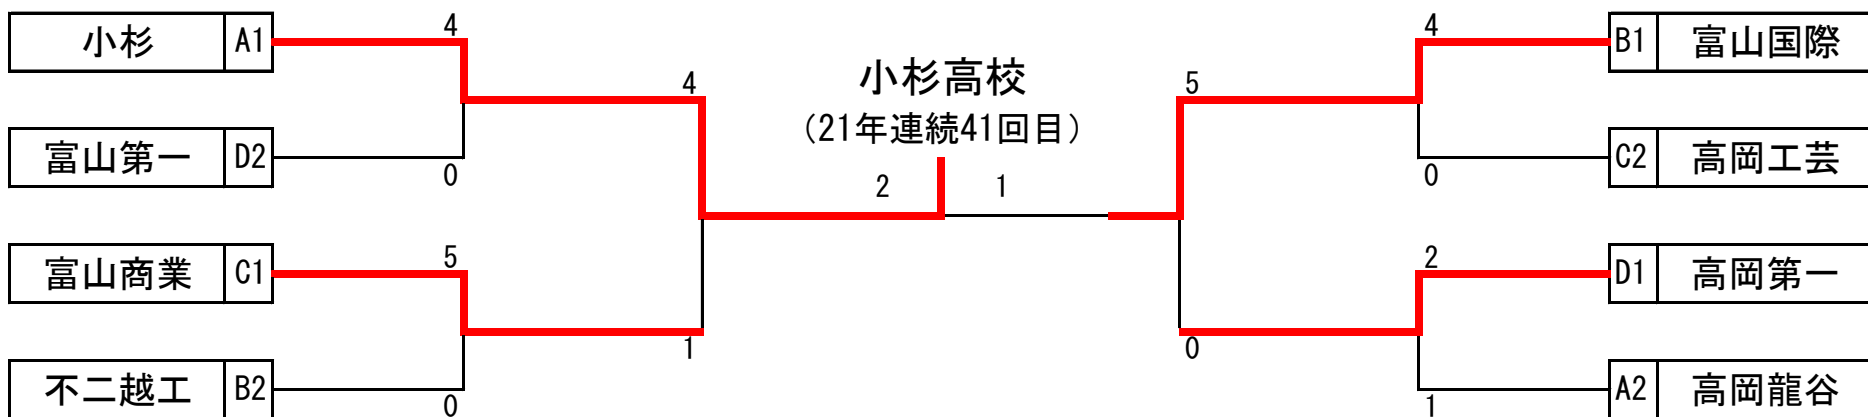 小杉 A1
4
富山第一 D2
0
富山商業 C1
5
不二越工 B2
0
4
1
小杉高校
（21年連続41回目）
2 1
5
0
4
B1 富山国際
0
C2 高岡工芸
2
D1 高岡第一
1
A2 高岡龍谷